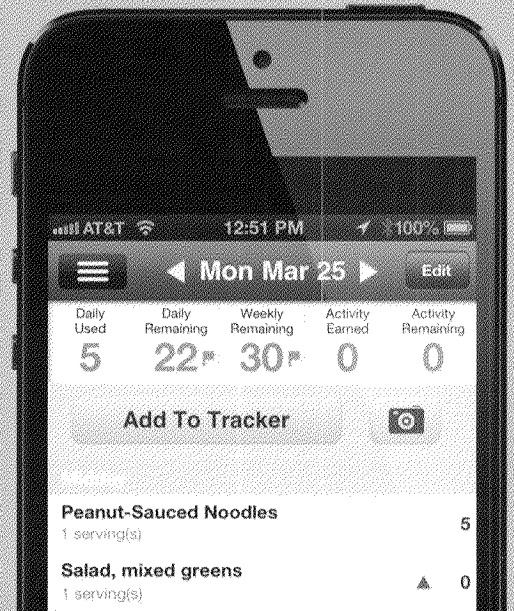 AT&T 12:51 PM 100%
Mon Mar 25 Edit
Daily Used Daily Remaining Weekly Remaining Activity Earned Activity Remaining
5 22 30 0 0
Add To Tracker
Peanut-Sauced Noodles 5
1 serving(s)
Salad, mixed greens 0
1 serving(s)